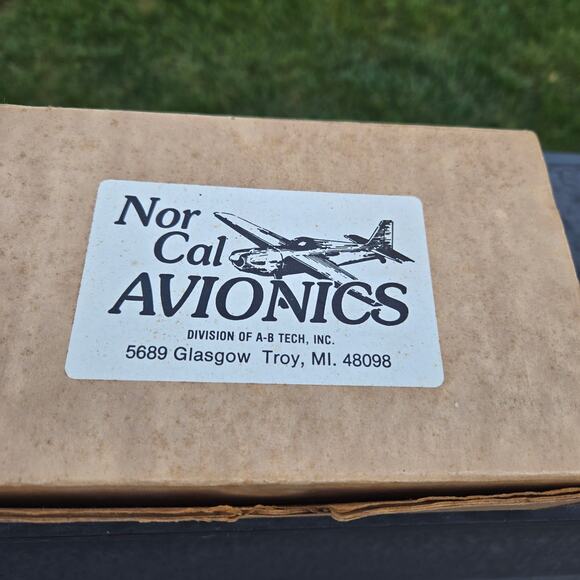 Nor
Cal
AVIONICS
DIVISION OF A-B TECH, INC.
5689 Glasgow Troy, MI. 48098